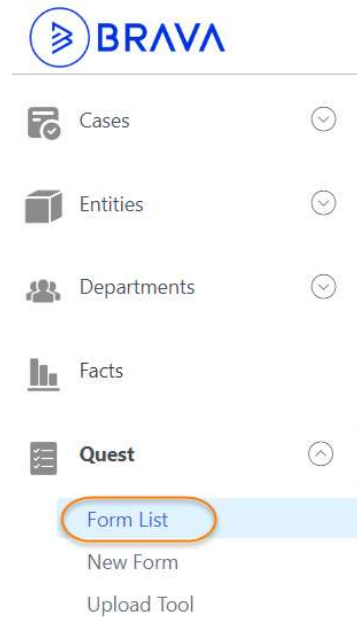 BRAVA
Cases
Entities
Departments
Facts
Quest
Form List
New Form
Upload Tool